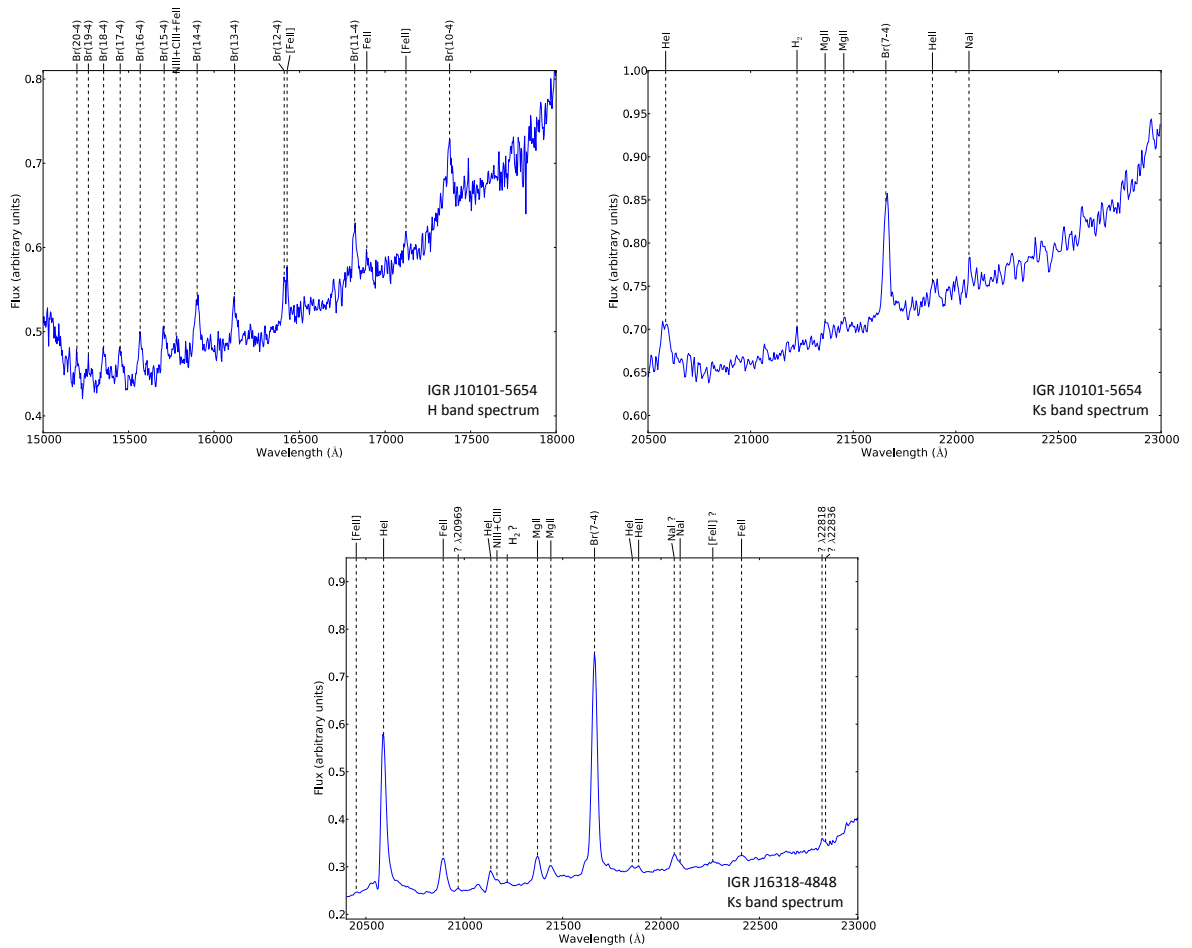 Br(20-4)
Br(19-4)
Br(18-4)
Br(17-4)
Br(16-4)
Br(15-4)
NIII+CIII+FeII
Br(14-4)
Br(13-4)
Br(12-4)
[FeII]
Br(11-4)
FeII
[FeII]
Br(10-4)
0.8
0.7
0.6
0.5
0.4
Flux (arbitrary units)
IGR J10101-5654
H band spectrum
15000 15500 16000 16500 17000 17500 18000
Wavelength (Å)
HeI
H2
MgII
MgII
Br(7-4)
HeII
NaI
1.00
0.95
0.90
0.85
0.80
0.75
0.70
0.65
0.60
Flux (arbitrary units)
IGR J10101-5654
Ks band spectrum
20500 21000 21500 22000 22500 23000
Wavelength (Å)
[FeII]
HeI
FeII
? λ20969
HeI
NIII+CIII
H2 ?
MgII
MgII
Br(7-4)
HeI
HeII
NaI ?
NaI
[FeII] ?
FeII
? λ22818
? λ22836
0.9
0.8
0.7
0.6
0.5
0.4
0.3
0.2
Flux (arbitrary units)
IGR J16318-4848
Ks band spectrum
20500 21000 21500 22000 22500 23000
Wavelength (Å)